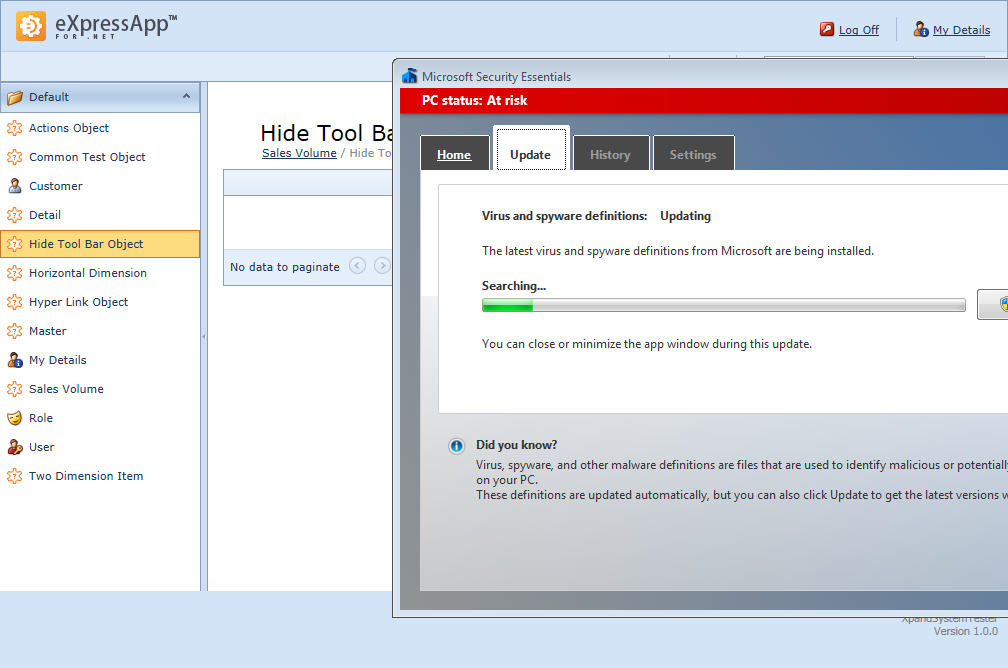 eXpressApp™
FOR .NET
Log Off
My Details
Default
Actions Object
Common Test Object
Customer
Detail
Hide Tool Bar Object
Horizontal Dimension
Hyper Link Object
Master
My Details
Sales Volume
Role
User
Two Dimension Item
Hide Tool Ba
Sales Volume / Hide To
No data to paginate
Microsoft Security Essentials
PC status: At risk
Home Update History Settings
Virus and spyware definitions: Updating
The latest virus and spyware definitions from Microsoft are being installed.
Searching...
You can close or minimize the app window during this update.
Did you know?
Virus, spyware, and other malware definitions are files that are used to identify malicious or potentially
on your PC.
These definitions are updated automatically, but you can also click Update to get the latest versions w
XpandSystemTester
Version 1.0.0